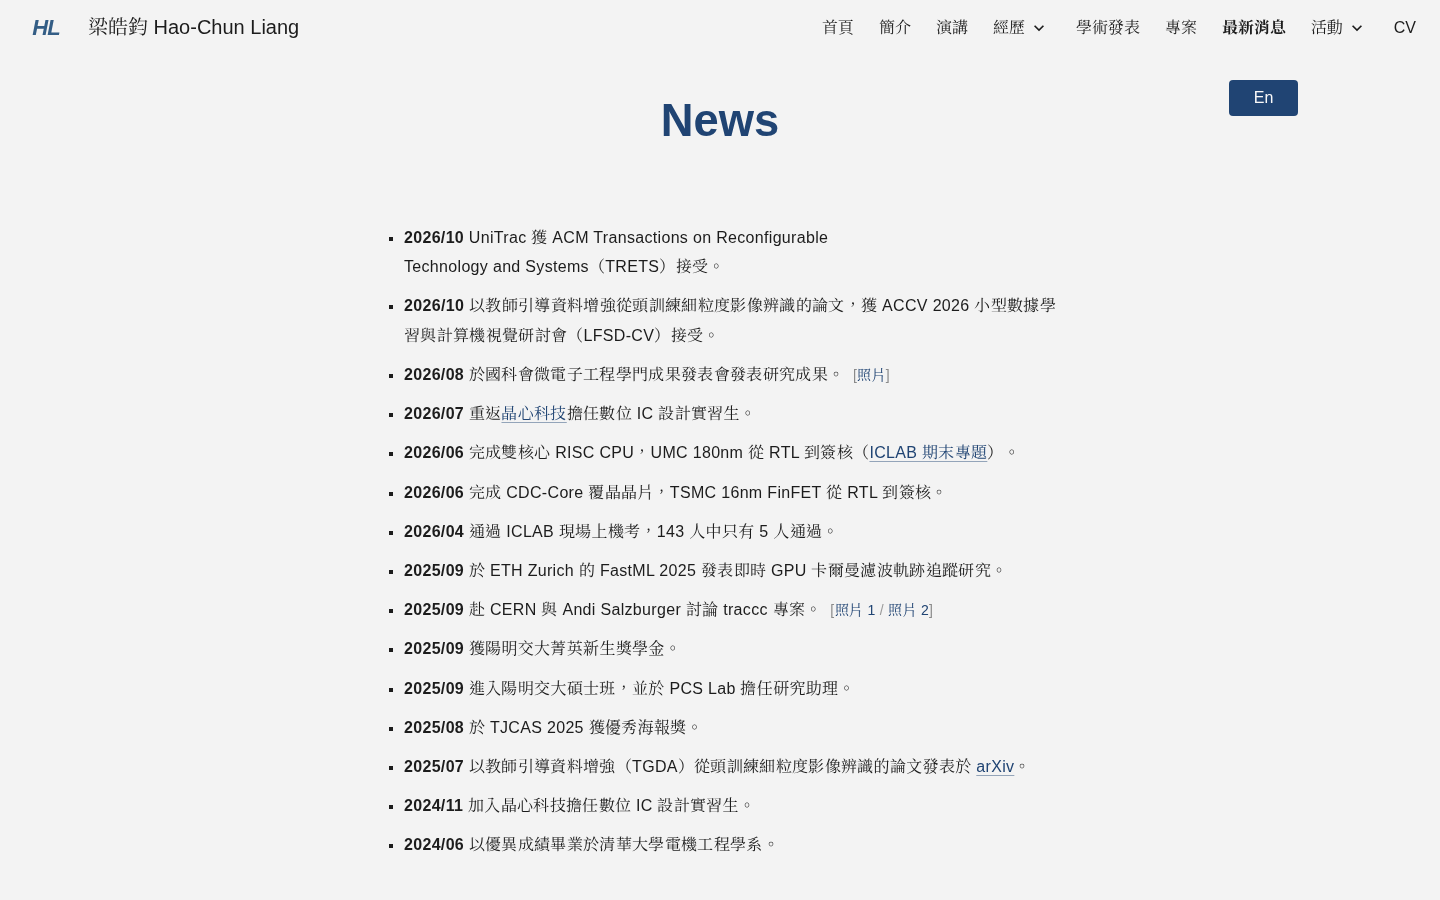 HL 梁皓鈞 Hao-Chun Liang 首頁 簡介 演講 經歷 學術發表 專案 最新消息 活動 CV
En
News
2026/10 UniTrac 獲 ACM Transactions on Reconfigurable
Technology and Systems（TRETS）接受。
2026/10 以教師引導資料增強從頭訓練細粒度影像辨識的論文，獲 ACCV 2026 小型數據學
習與計算機視覺研討會（LFSD-CV）接受。
2026/08 於國科會微電子工程學門成果發表會發表研究成果。 [照片]
2026/07 重返晶心科技擔任數位 IC 設計實習生。
2026/06 完成雙核心 RISC CPU，UMC 180nm 從 RTL 到簽核（ICLAB 期末專題）。
2026/06 完成 CDC-Core 覆晶晶片，TSMC 16nm FinFET 從 RTL 到簽核。
2026/04 通過 ICLAB 現場上機考，143 人中只有 5 人通過。
2025/09 於 ETH Zurich 的 FastML 2025 發表即時 GPU 卡爾曼濾波軌跡追蹤研究。
2025/09 赴 CERN 與 Andi Salzburger 討論 traccc 專案。 [照片 1 / 照片 2]
2025/09 獲陽明交大菁英新生獎學金。
2025/09 進入陽明交大碩士班，並於 PCS Lab 擔任研究助理。
2025/08 於 TJCAS 2025 獲優秀海報獎。
2025/07 以教師引導資料增強（TGDA）從頭訓練細粒度影像辨識的論文發表於 arXiv。
2024/11 加入晶心科技擔任數位 IC 設計實習生。
2024/06 以優異成績畢業於清華大學電機工程學系。